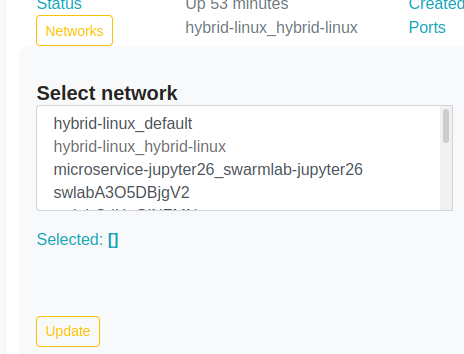 Status Up 53 minutes Created
Networks hybrid-linux_hybrid-linux Ports
Select network
hybrid-linux_default
hybrid-linux_hybrid-linux
microservice-jupyter26_swarmlab-jupyter26
swlabA3O5DBjgV2
Selected: []
Update